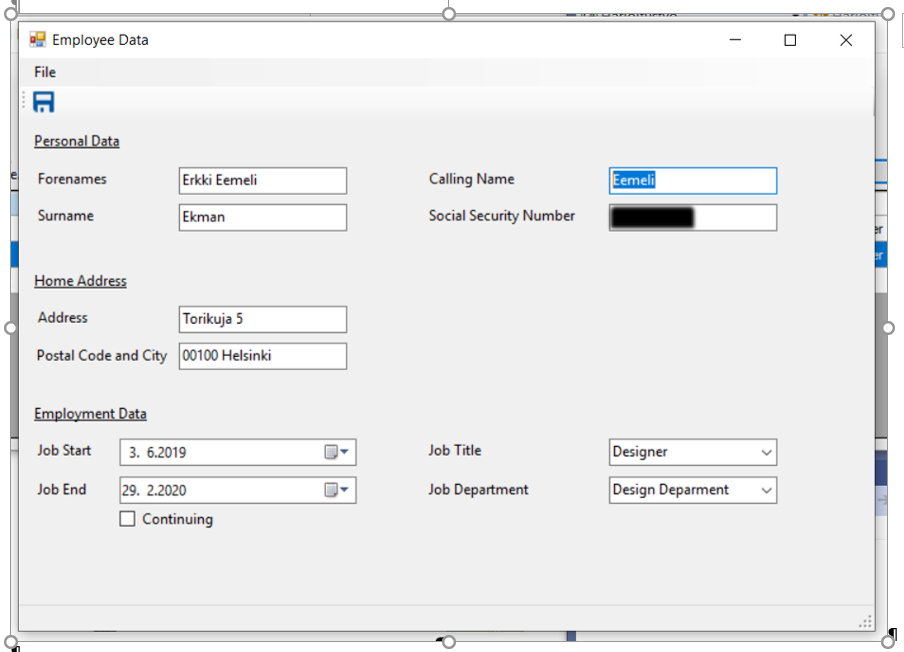 Employee Data
File
Personal Data
Forenames Erkki Eemeli Calling Name Eemeli
Surname Ekman Social Security Number
Home Address
Address Torikuja 5
Postal Code and City 00100 Helsinki
Employment Data
Job Start 3. 6.2019 Job Title Designer
Job End 29. 2.2020 Job Department Design Deparment
Continuing